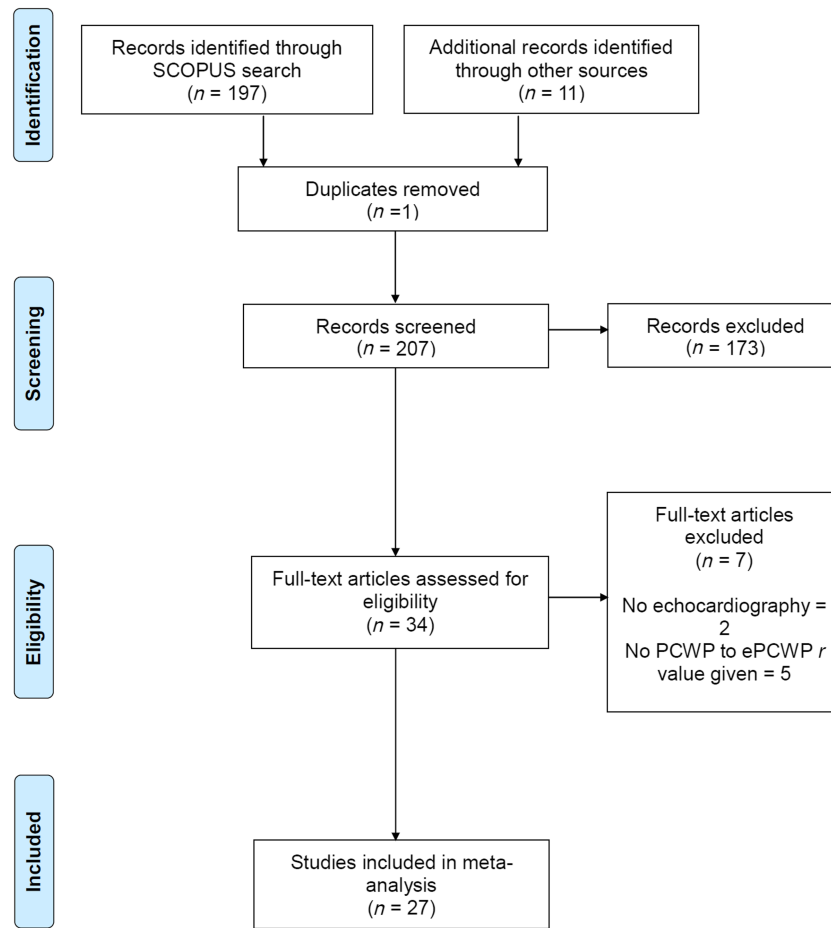 Identification
Records identified through
SCOPUS search
(n = 197)
Additional records identified
through other sources
(n = 11)
Duplicates removed
(n =1)
Screening
Records screened
(n = 207)
Records excluded
(n = 173)
Eligibility
Full-text articles assessed for
eligibility
(n = 34)
Full-text articles
excluded
(n = 7)
No echocardiography =
2
No PCWP to ePCWP r
value given = 5
Included
Studies included in meta-
analysis
(n = 27)